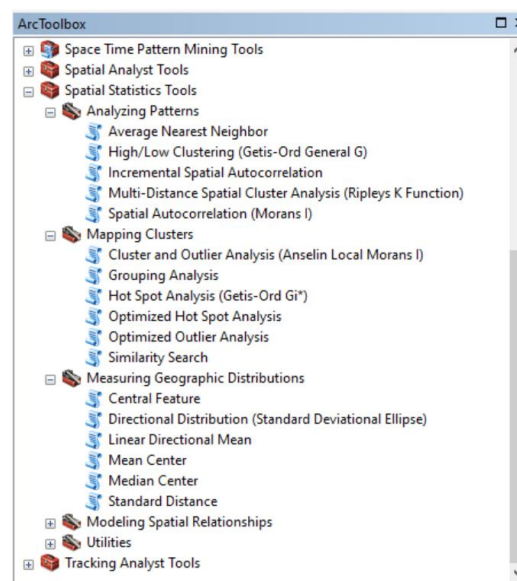 ArcToolbox
Space Time Pattern Mining Tools
Spatial Analyst Tools
Spatial Statistics Tools
Analyzing Patterns
Average Nearest Neighbor
High/Low Clustering (Getis-Ord General G)
Incremental Spatial Autocorrelation
Multi-Distance Spatial Cluster Analysis (Ripleys K Function)
Spatial Autocorrelation (Morans I)
Mapping Clusters
Cluster and Outlier Analysis (Anselin Local Morans I)
Grouping Analysis
Hot Spot Analysis (Getis-Ord Gi*)
Optimized Hot Spot Analysis
Optimized Outlier Analysis
Similarity Search
Measuring Geographic Distributions
Central Feature
Directional Distribution (Standard Deviational Ellipse)
Linear Directional Mean
Mean Center
Median Center
Standard Distance
Modeling Spatial Relationships
Utilities
Tracking Analyst Tools